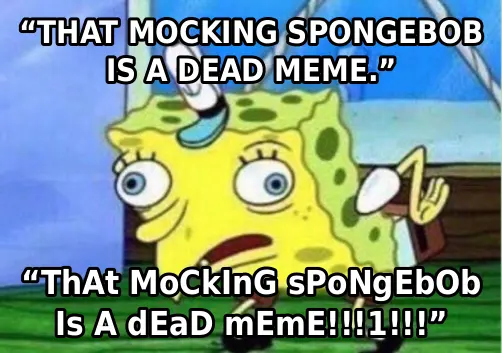 “THAT MOCKING SPONGEBOB
IS A DEAD MEME.”
“ThAt MoCkInG sPoNgEbOb
Is A dEaD mEmE!!!1!!!”